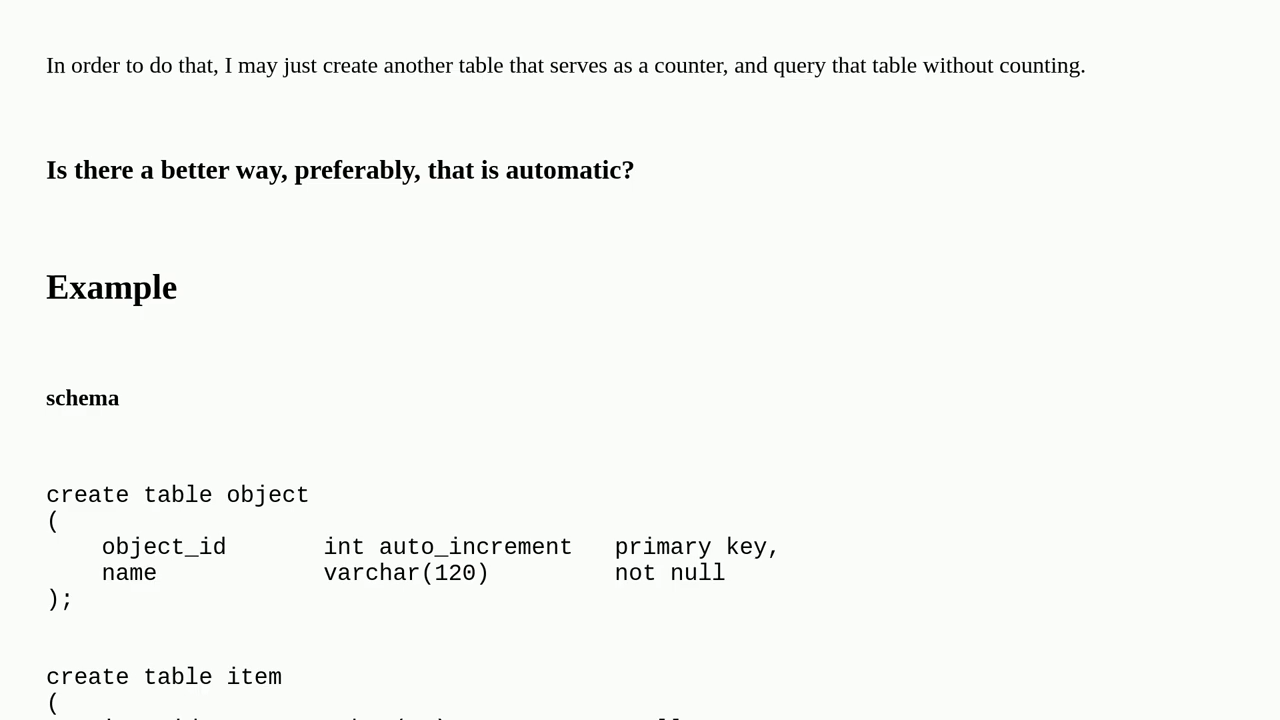 In order to do that, I may just create another table that serves as a counter, and query that table without counting.
Is there a better way, preferably, that is automatic?
Example
schema
create table object
(
    object_id       int auto_increment   primary key,
    name            varchar(120)         not null
);
create table item
(